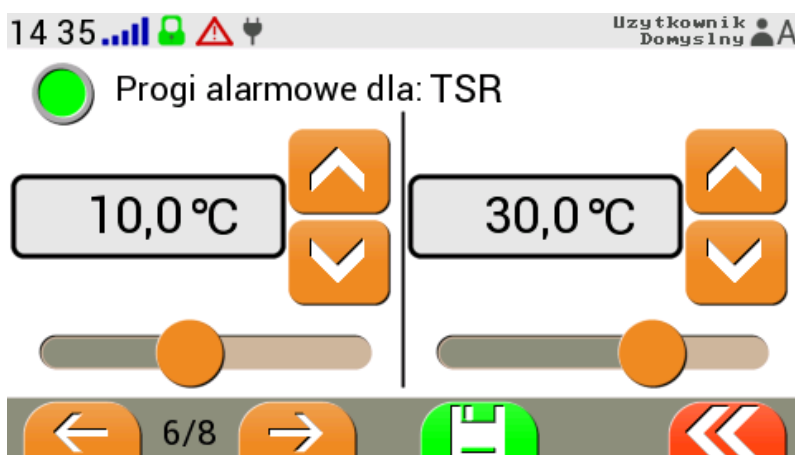 14 35
Uzytkownik
Domyslny A
Progi alarmowe dla: TSR
10,0 °C
30,0 °C
6/8